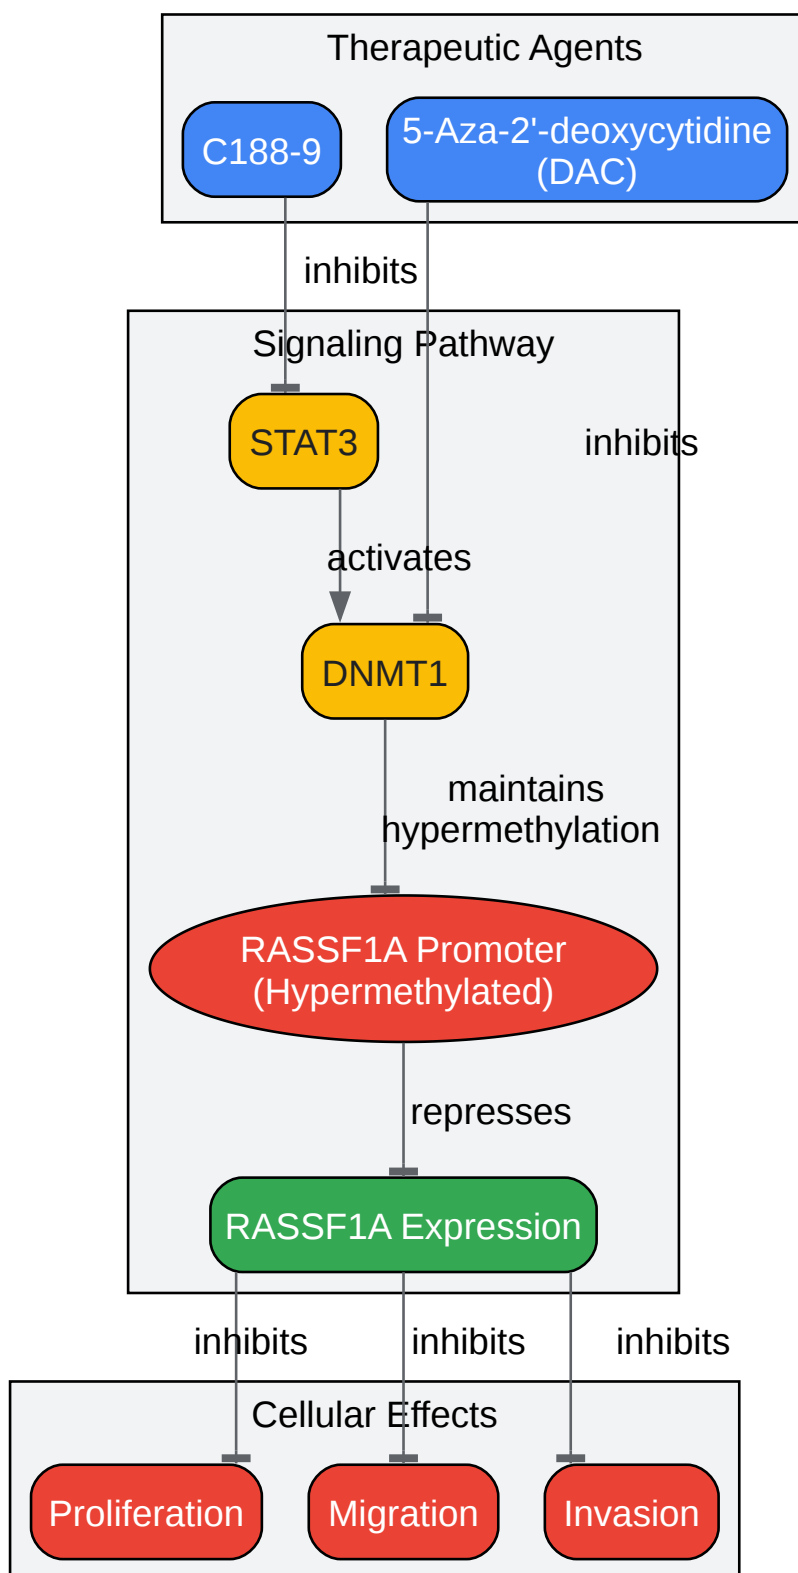 Therapeutic Agents
C188-9
5-Aza-2'-deoxycytidine
(DAC)
inhibits
Signaling Pathway
STAT3
inhibits
activates
DNMT1
maintains
hypermethylation
RASSF1A Promoter
(Hypermethylated)
represses
RASSF1A Expression
inhibits
inhibits
inhibits
Cellular Effects
Proliferation
Migration
Invasion